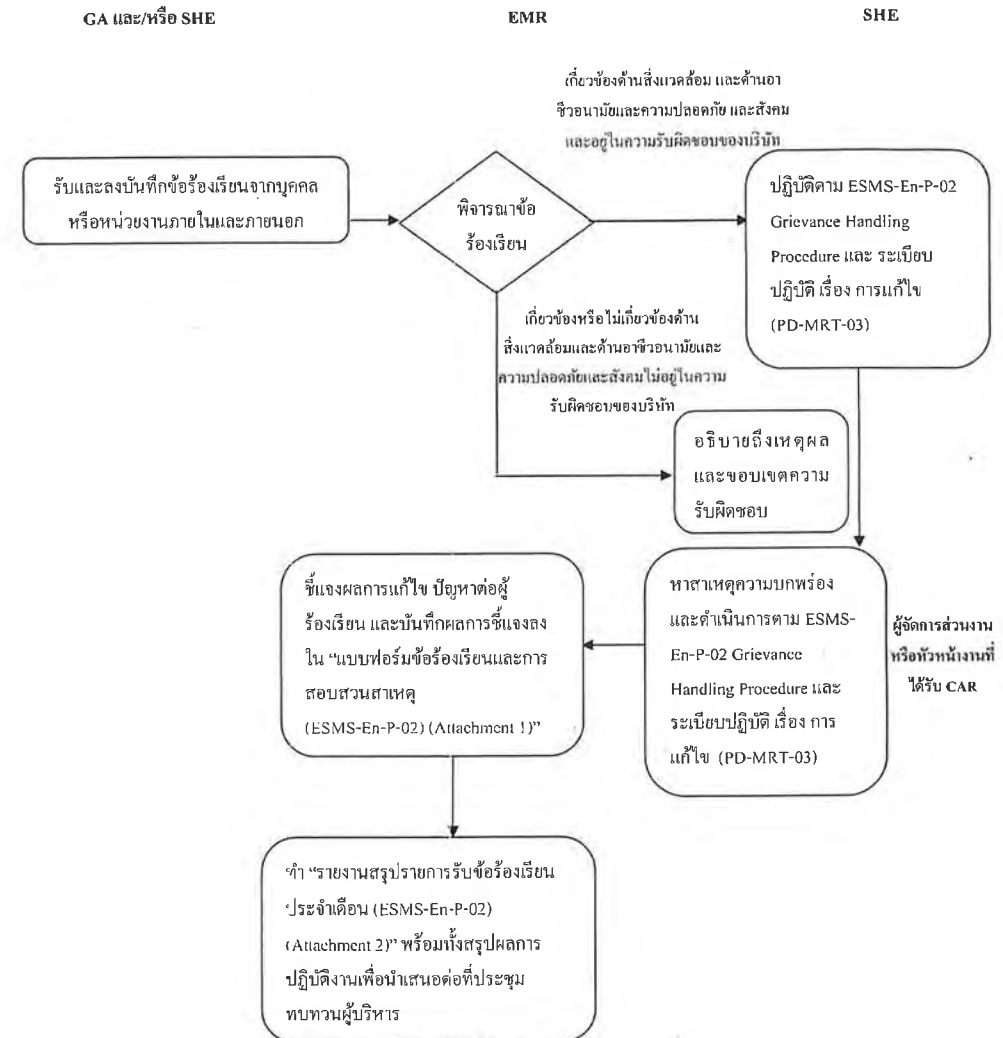 GA และ/หรือ SHE
EMR
SHE
เกี่ยวข้องด้านสิ่งแวดล้อม และด้านอา
ชีวอนามัยและความปลอดภัย และสังคม
และอยู่ในความรับผิดชอบของบริษัท
รับและลงบันทึกข้อร้องเรียนจากบุคคล
หรือหน่วยงานภายในและภายนอก
พิจารณาข้อ
ร้องเรียน
ปฏิบัติตาม ESMS-En-P-02
Grievance Handling
Procedure และ ระเบียบ
ปฏิบัติ เรื่อง การแก้ไข
(PD-MRT-03)
เกี่ยวข้องหรือไม่เกี่ยวข้องด้าน
สิ่งแวดล้อมและด้านอาชีวอนามัยและ
ความปลอดภัยและสังคมไม่อยู่ในความ
รับผิดชอบของบริษัท
อธิบายถึงเหตุผล
และขอบเขตความ
รับผิดชอบ
ชี้แจงผลการแก้ไข ปัญหาต่อผู้
ร้องเรียน และบันทึกผลการชี้แจงลง
ใน “แบบฟอร์มข้อร้องเรียนและการ
สอบสวนสาเหตุ
(ESMS-En-P-02) (Attachment 1)”
หาสาเหตุความบกพร่อง
และดำเนินการตาม ESMS-
En-P-02 Grievance
Handling Procedure และ
ระเบียบปฏิบัติ เรื่อง การ
แก้ไข (PD-MRT-03)
ผู้จัดการส่วนงาน
หรือหัวหน้างานที่
ได้รับ CAR
ทำ “รายงานสรุปรายการรับข้อร้องเรียน
ประจำเดือน (ESMS-En-P-02)
(Attachment 2)” พร้อมทั้งสรุปผลการ
ปฏิบัติงานเพื่อนำเสนอต่อที่ประชุม
ทบทวนผู้บริหาร